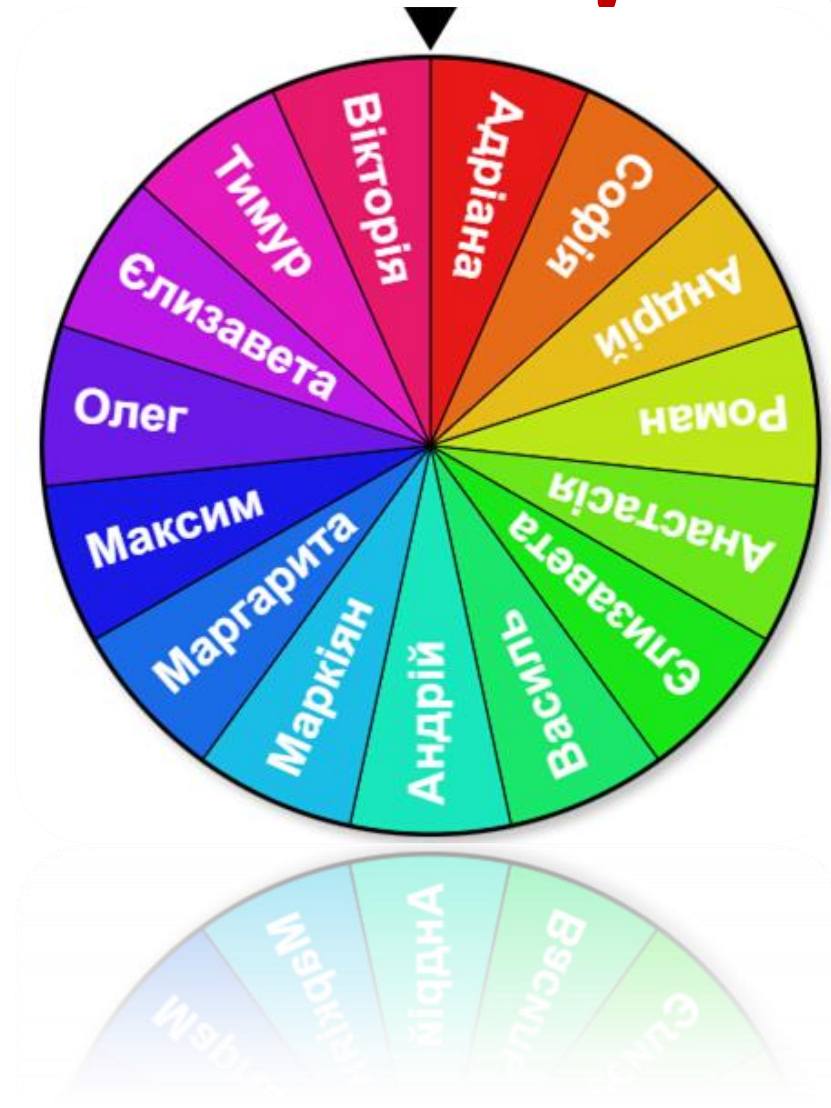 Адріана
Софія
Андрій
Роман
Анастасія
Єлизавета
Василь
Андрій
Маркіян
Маргарита
Максим
Олег
Єлизавета
Тимур
Вікторія